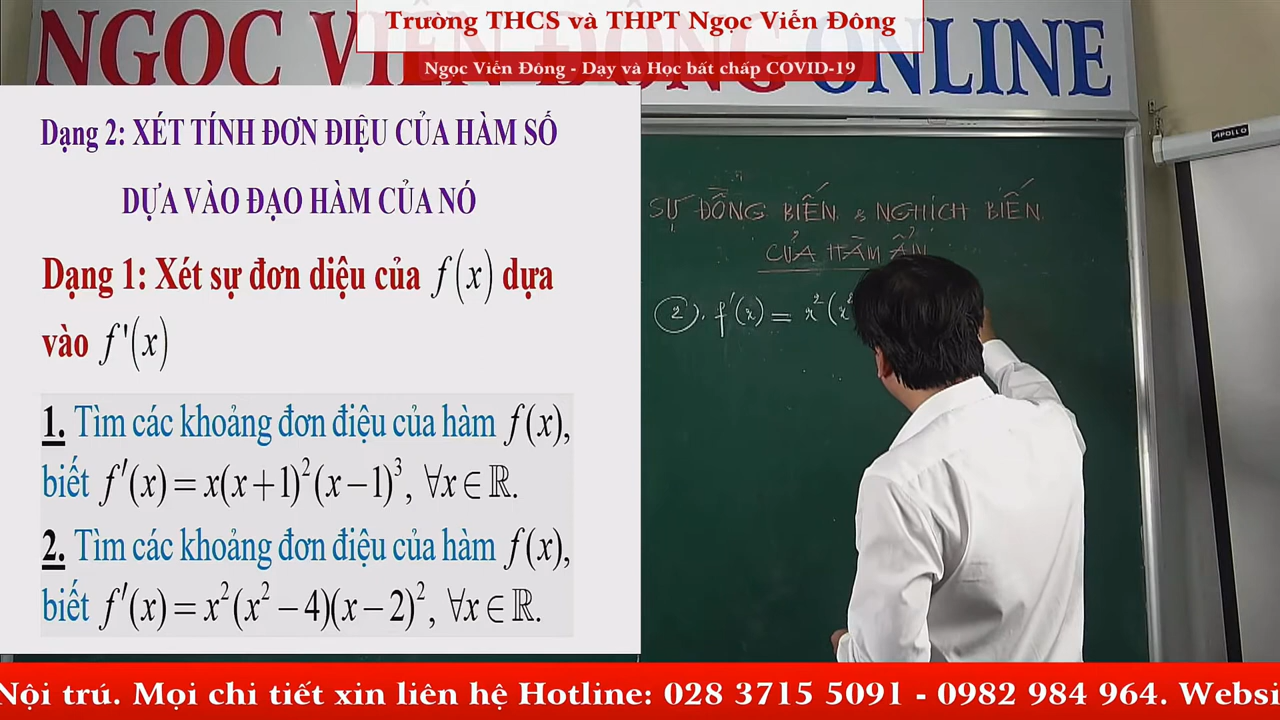 Trường THCS và THPT Ngọc Viễn Đông
NGỌC VIỄN ĐÔNG ONLINE
Ngọc Viễn Đông - Dạy và Học bất chấp COVID-19
APOLLO
Dạng 2: XÉT TÍNH ĐƠN ĐIỆU CỦA HÀM SỐ
DỰA VÀO ĐẠO HÀM CỦA NÓ
Dạng 1: Xét sự đơn diệu của f(x) dựa
vào f'(x)
1. Tìm các khoảng đơn điệu của hàm f(x),
biết f′(x) = x(x+1)²(x−1)³, ∀x∈ℝ.
2. Tìm các khoảng đơn điệu của hàm f(x),
biết f′(x) = x²(x²−4)(x−2)², ∀x∈ℝ.
SỰ ĐỒNG BIẾN & NGHỊCH BIẾN
CỦA HÀM ẨN
2). f'(x) = x²(x²
Nội trú. Mọi chi tiết xin liên hệ Hotline: 028 3715 5091 - 0982 984 964. Websi